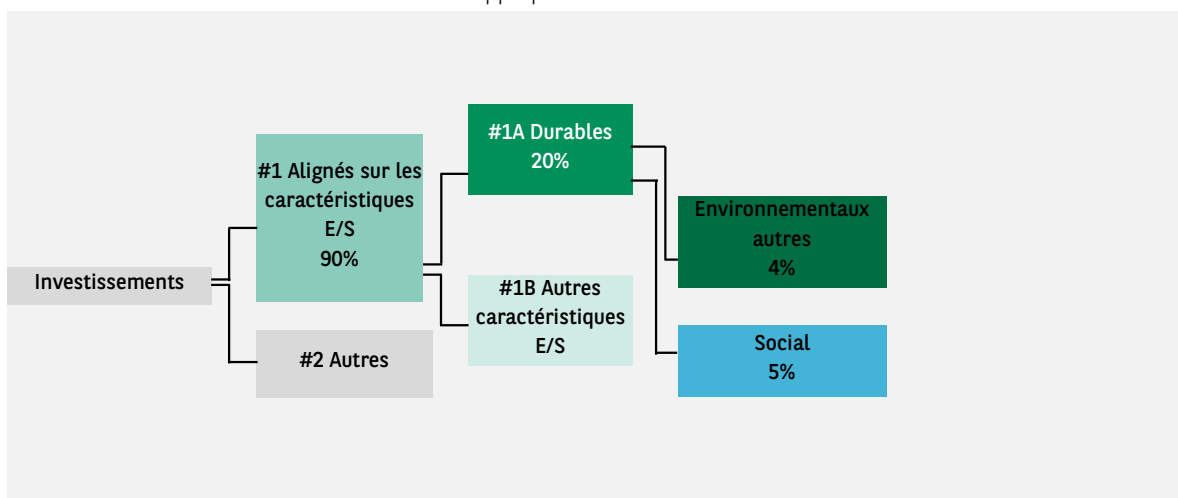 #1A Durables
20%
#1 Alignés sur les
caractéristiques
E/S
90%
Environnementaux
autres
4%
Investissements
#1B Autres
caractéristiques
E/S
#2 Autres
Social
5%